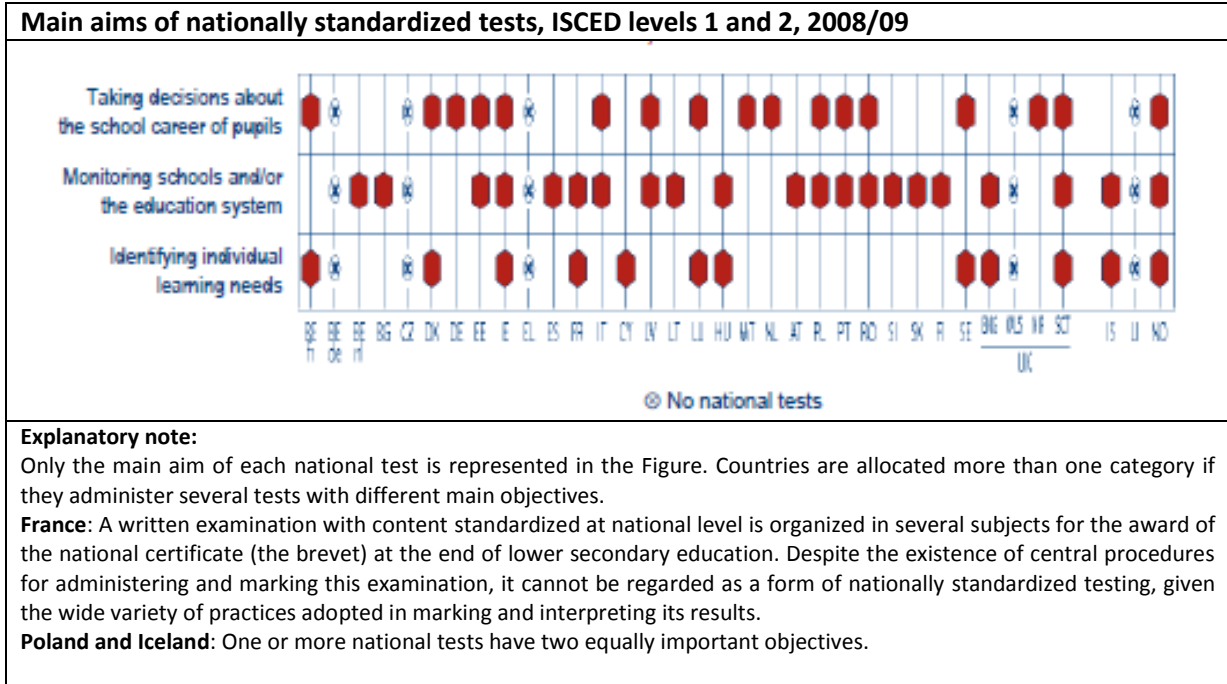 Main aims of nationally standardized tests, ISCED levels 1 and 2, 2008/09
Taking decisions about
the school career of pupils
Monitoring schools and/or
the education system
Identifying individual
learning needs
BE BE BE BG CZ DK DE EE IE EL ES FR IT CY LV LT LU HU MT NL AT PL PT RO SI SK FI SE ENG WLS NIR SCT IS LI NO
fr de nl
UK
⊗ No national tests
Explanatory note:
Only the main aim of each national test is represented in the Figure. Countries are allocated more than one category if
they administer several tests with different main objectives.
France: A written examination with content standardized at national level is organized in several subjects for the award of
the national certificate (the brevet) at the end of lower secondary education. Despite the existence of central procedures
for administering and marking this examination, it cannot be regarded as a form of nationally standardized testing, given
the wide variety of practices adopted in marking and interpreting its results.
Poland and Iceland: One or more national tests have two equally important objectives.